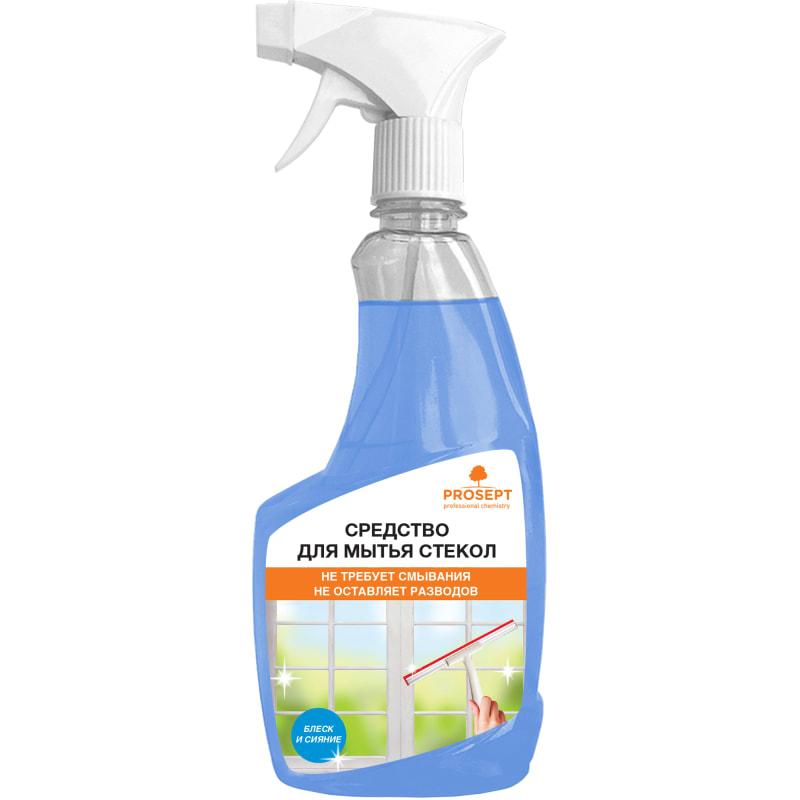 PROSEPT
professional chemistry
СРЕДСТВО
ДЛЯ МЫТЬЯ СТЕКОЛ
НЕ ТРЕБУЕТ СМЫВАНИЯ
НЕ ОСТАВЛЯЕТ РАЗВОДОВ
БЛЕСК
И СИЯНИЕ